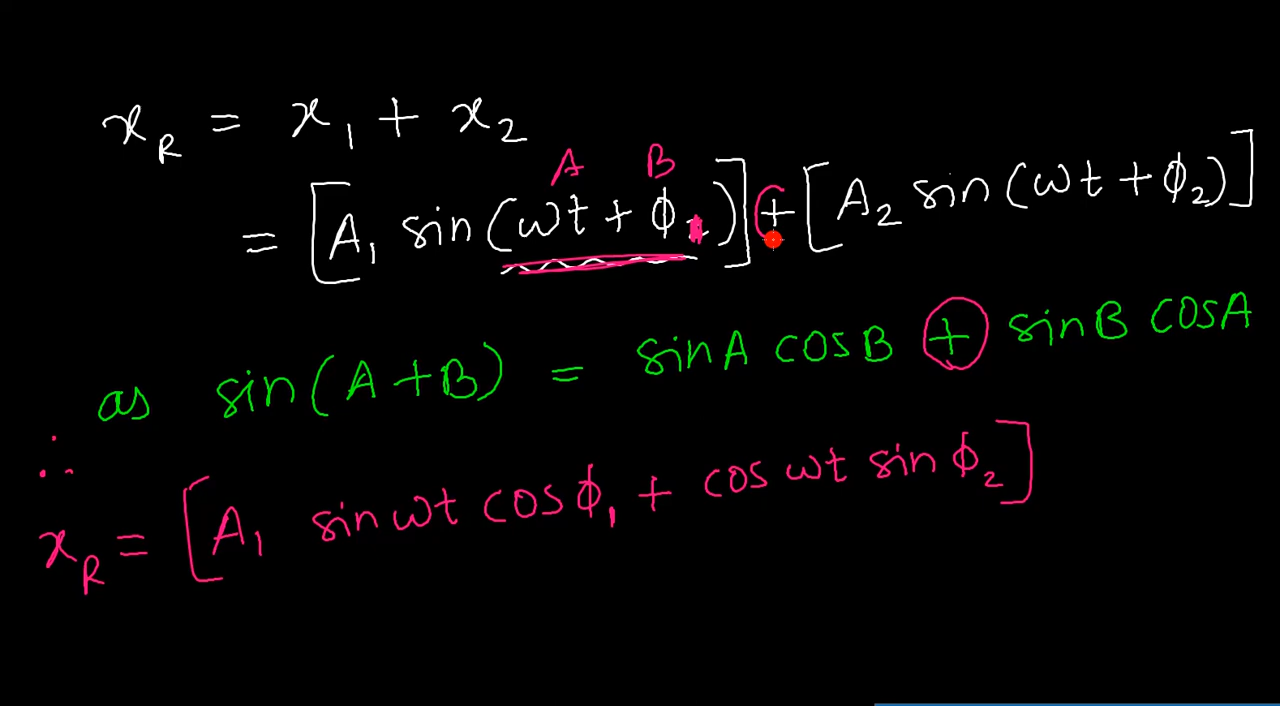 x_R = x_1 + x_2
A B
= [A_1 sin(ωt + ϕ_1)] + [A_2 sin(ωt + ϕ_2)]
as sin(A+B) = sinA cosB + sinB cosA
∴
x_R = [A_1 sinωt cosϕ_1 + cosωt sinϕ_2]